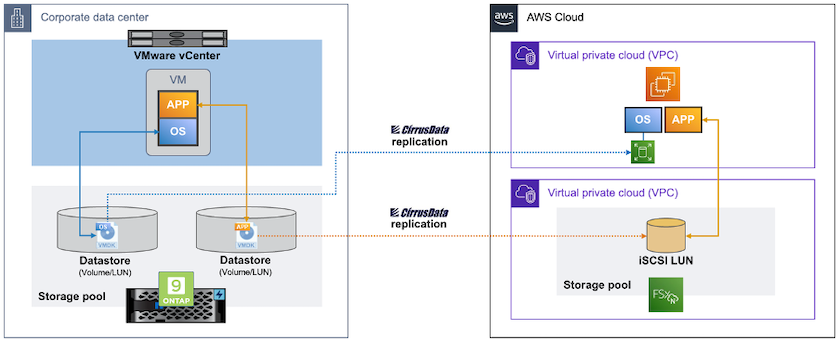 Corporate data center
VMware vCenter
VM
APP
OS
OS
VMDK
APP
VMDK
Datastore
(Volume/LUN)
Datastore
(Volume/LUN)
Storage pool
9
ONTAP
CirrusData
replication
CirrusData
replication
aws
AWS Cloud
Virtual private cloud (VPC)
OS
APP
Virtual private cloud (VPC)
iSCSI LUN
Storage pool
FSx